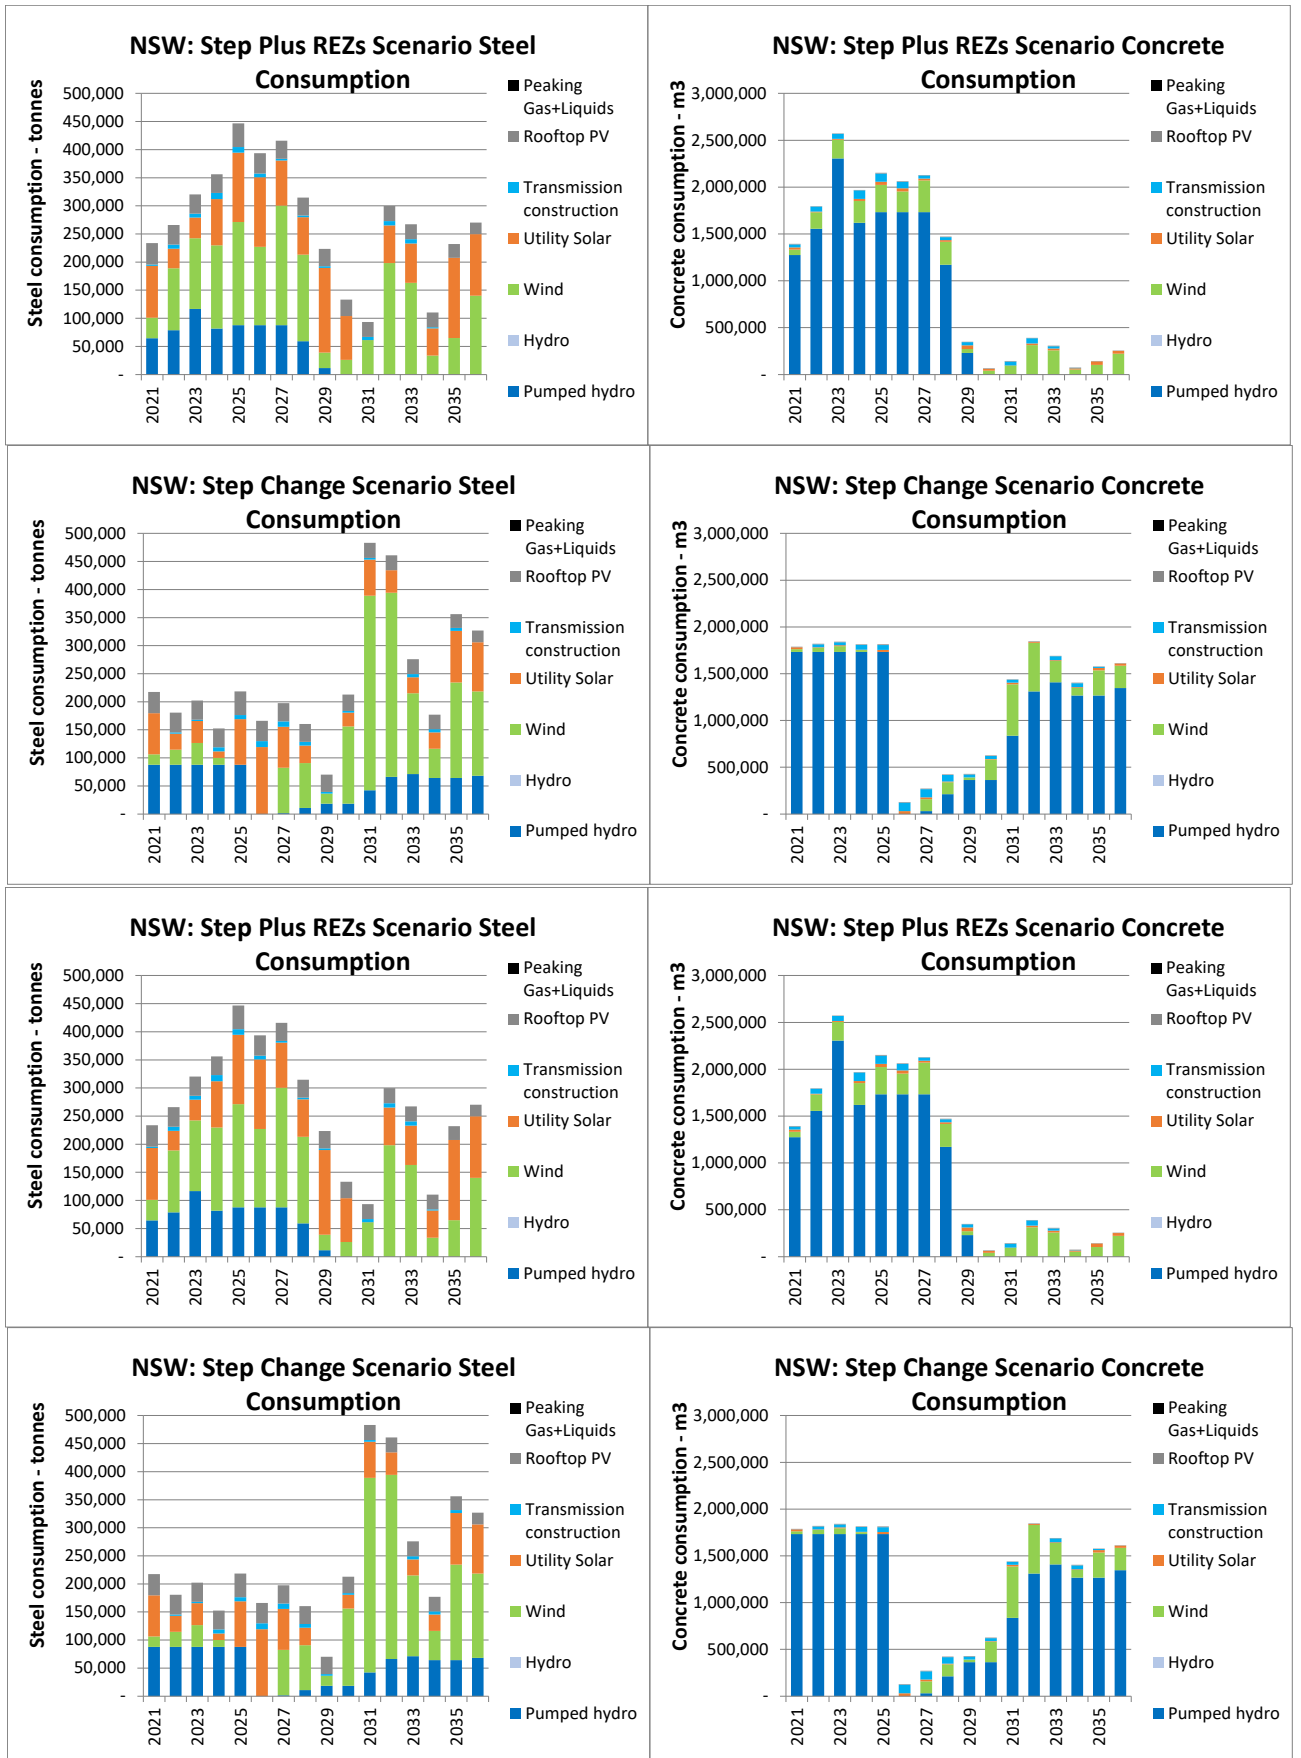 NSW: Step Plus REZs Scenario Steel
Consumption
Steel consumption - tonnes
500,000
450,000
400,000
350,000
300,000
250,000
200,000
150,000
100,000
50,000
-
2021
2023
2025
2027
2029
2031
2033
2035
Peaking
Gas+Liquids
Rooftop PV
Transmission
construction
Utility Solar
Wind
Hydro
Pumped hydro
NSW: Step Plus REZs Scenario Concrete
Consumption
Concrete consumption - m3
3,000,000
2,500,000
2,000,000
1,500,000
1,000,000
500,000
-
2021
2023
2025
2027
2029
2031
2033
2035
Peaking
Gas+Liquids
Rooftop PV
Transmission
construction
Utility Solar
Wind
Hydro
Pumped hydro
NSW: Step Change Scenario Steel
Consumption
Steel consumption - tonnes
500,000
450,000
400,000
350,000
300,000
250,000
200,000
150,000
100,000
50,000
-
2021
2023
2025
2027
2029
2031
2033
2035
Peaking
Gas+Liquids
Rooftop PV
Transmission
construction
Utility Solar
Wind
Hydro
Pumped hydro
NSW: Step Change Scenario Concrete
Consumption
Concrete consumption - m3
3,000,000
2,500,000
2,000,000
1,500,000
1,000,000
500,000
-
2021
2023
2025
2027
2029
2031
2033
2035
Peaking
Gas+Liquids
Rooftop PV
Transmission
construction
Utility Solar
Wind
Hydro
Pumped hydro
NSW: Step Plus REZs Scenario Steel
Consumption
Steel consumption - tonnes
500,000
450,000
400,000
350,000
300,000
250,000
200,000
150,000
100,000
50,000
-
2021
2023
2025
2027
2029
2031
2033
2035
Peaking
Gas+Liquids
Rooftop PV
Transmission
construction
Utility Solar
Wind
Hydro
Pumped hydro
NSW: Step Plus REZs Scenario Concrete
Consumption
Concrete consumption - m3
3,000,000
2,500,000
2,000,000
1,500,000
1,000,000
500,000
-
2021
2023
2025
2027
2029
2031
2033
2035
Peaking
Gas+Liquids
Rooftop PV
Transmission
construction
Utility Solar
Wind
Hydro
Pumped hydro
NSW: Step Change Scenario Steel
Consumption
Steel consumption - tonnes
500,000
450,000
400,000
350,000
300,000
250,000
200,000
150,000
100,000
50,000
-
2021
2023
2025
2027
2029
2031
2033
2035
Peaking
Gas+Liquids
Rooftop PV
Transmission
construction
Utility Solar
Wind
Hydro
Pumped hydro
NSW: Step Change Scenario Concrete
Consumption
Concrete consumption - m3
3,000,000
2,500,000
2,000,000
1,500,000
1,000,000
500,000
-
2021
2023
2025
2027
2029
2031
2033
2035
Peaking
Gas+Liquids
Rooftop PV
Transmission
construction
Utility Solar
Wind
Hydro
Pumped hydro